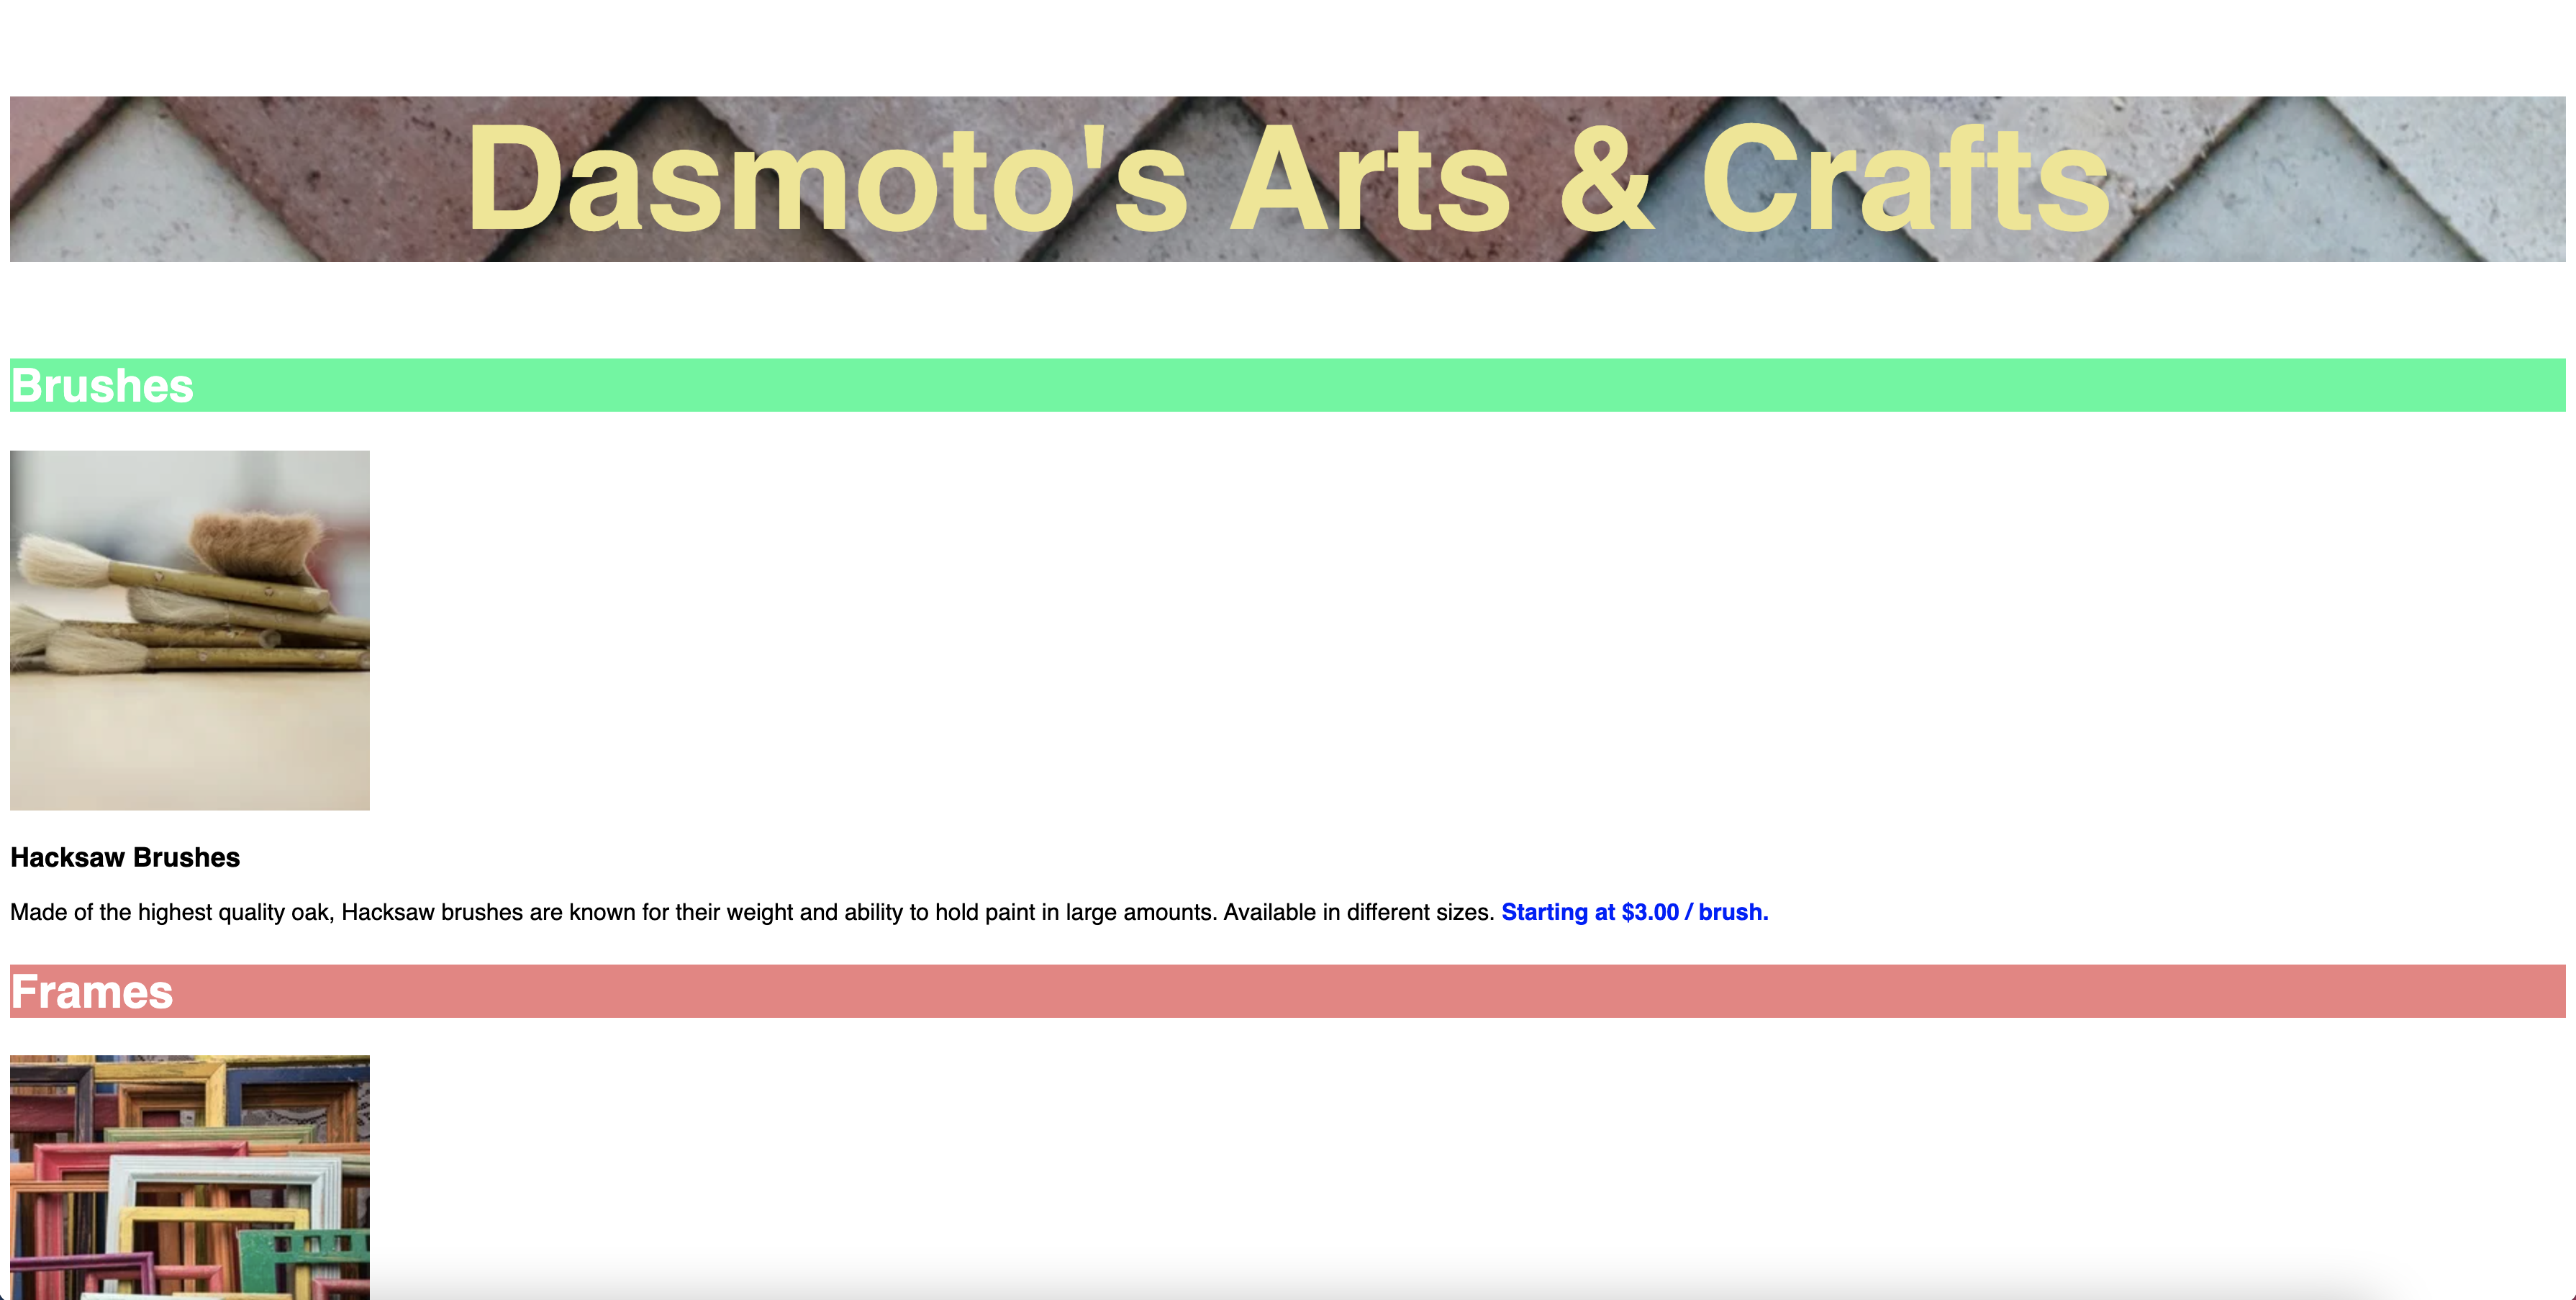 Dasmoto's Arts & Crafts
Brushes
Hacksaw Brushes
Made of the highest quality oak, Hacksaw brushes are known for their weight and ability to hold paint in large amounts. Available in different sizes. Starting at $3.00 / brush.
Frames